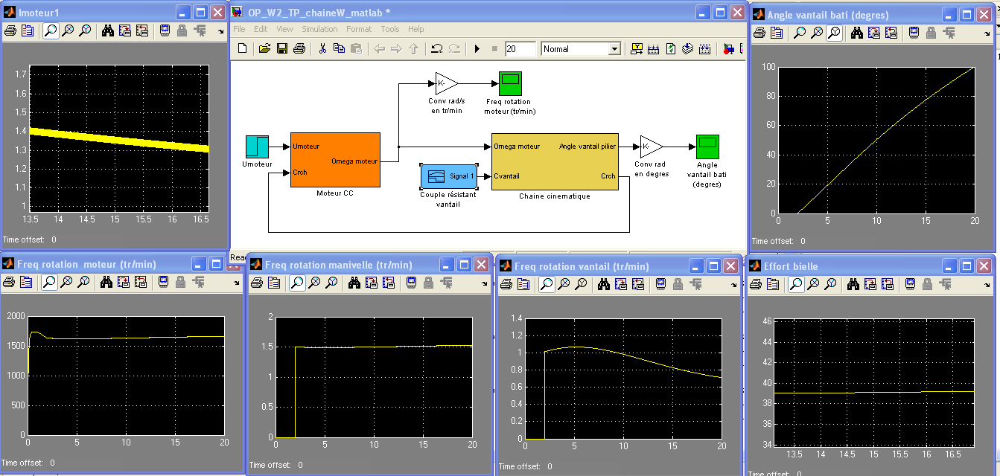 Imoteur1
1.7
1.6
1.5
1.4
1.3
1.2
1.1
1
13.5 14 14.5 15 15.5 16 16.5
Time offset: 0
OP_W2_TP_chaineW_matlab *
File Edit View Simulation Format Tools Help
20 Normal
K-
Conv rad/s
en tr/min
Freq rotation
moteur (tr/min)
Umoteur
Umoteur
Omega moteur
Crch
Moteur CC
Signal 1
Couple résistant
vantail
Omega moteur
Angle vantail pilier
Cvantail
Crch
Chaine cinematique
K-
Conv rad
en degres
Angle
vantail bati
(degres)
Angle vantail bati (degres)
100
80
60
40
20
0
0 5 10 15 20
Time offset: 0
Freq rotation moteur (tr/min)
2000
1500
1000
500
0
0 5 10 15 20
Time offset: 0
Freq rotation manivelle (tr/min)
2
1.5
1
0.5
0
0 5 10 15 20
Time offset: 0
Freq rotation vantail (tr/min)
1.4
1.2
1
0.8
0.6
0.4
0.2
0
0 5 10 15 20
Time offset: 0
Effort bielle
46
44
42
40
38
36
34
13.5 14 14.5 15 15.5 16 16.5
Time offset: 0